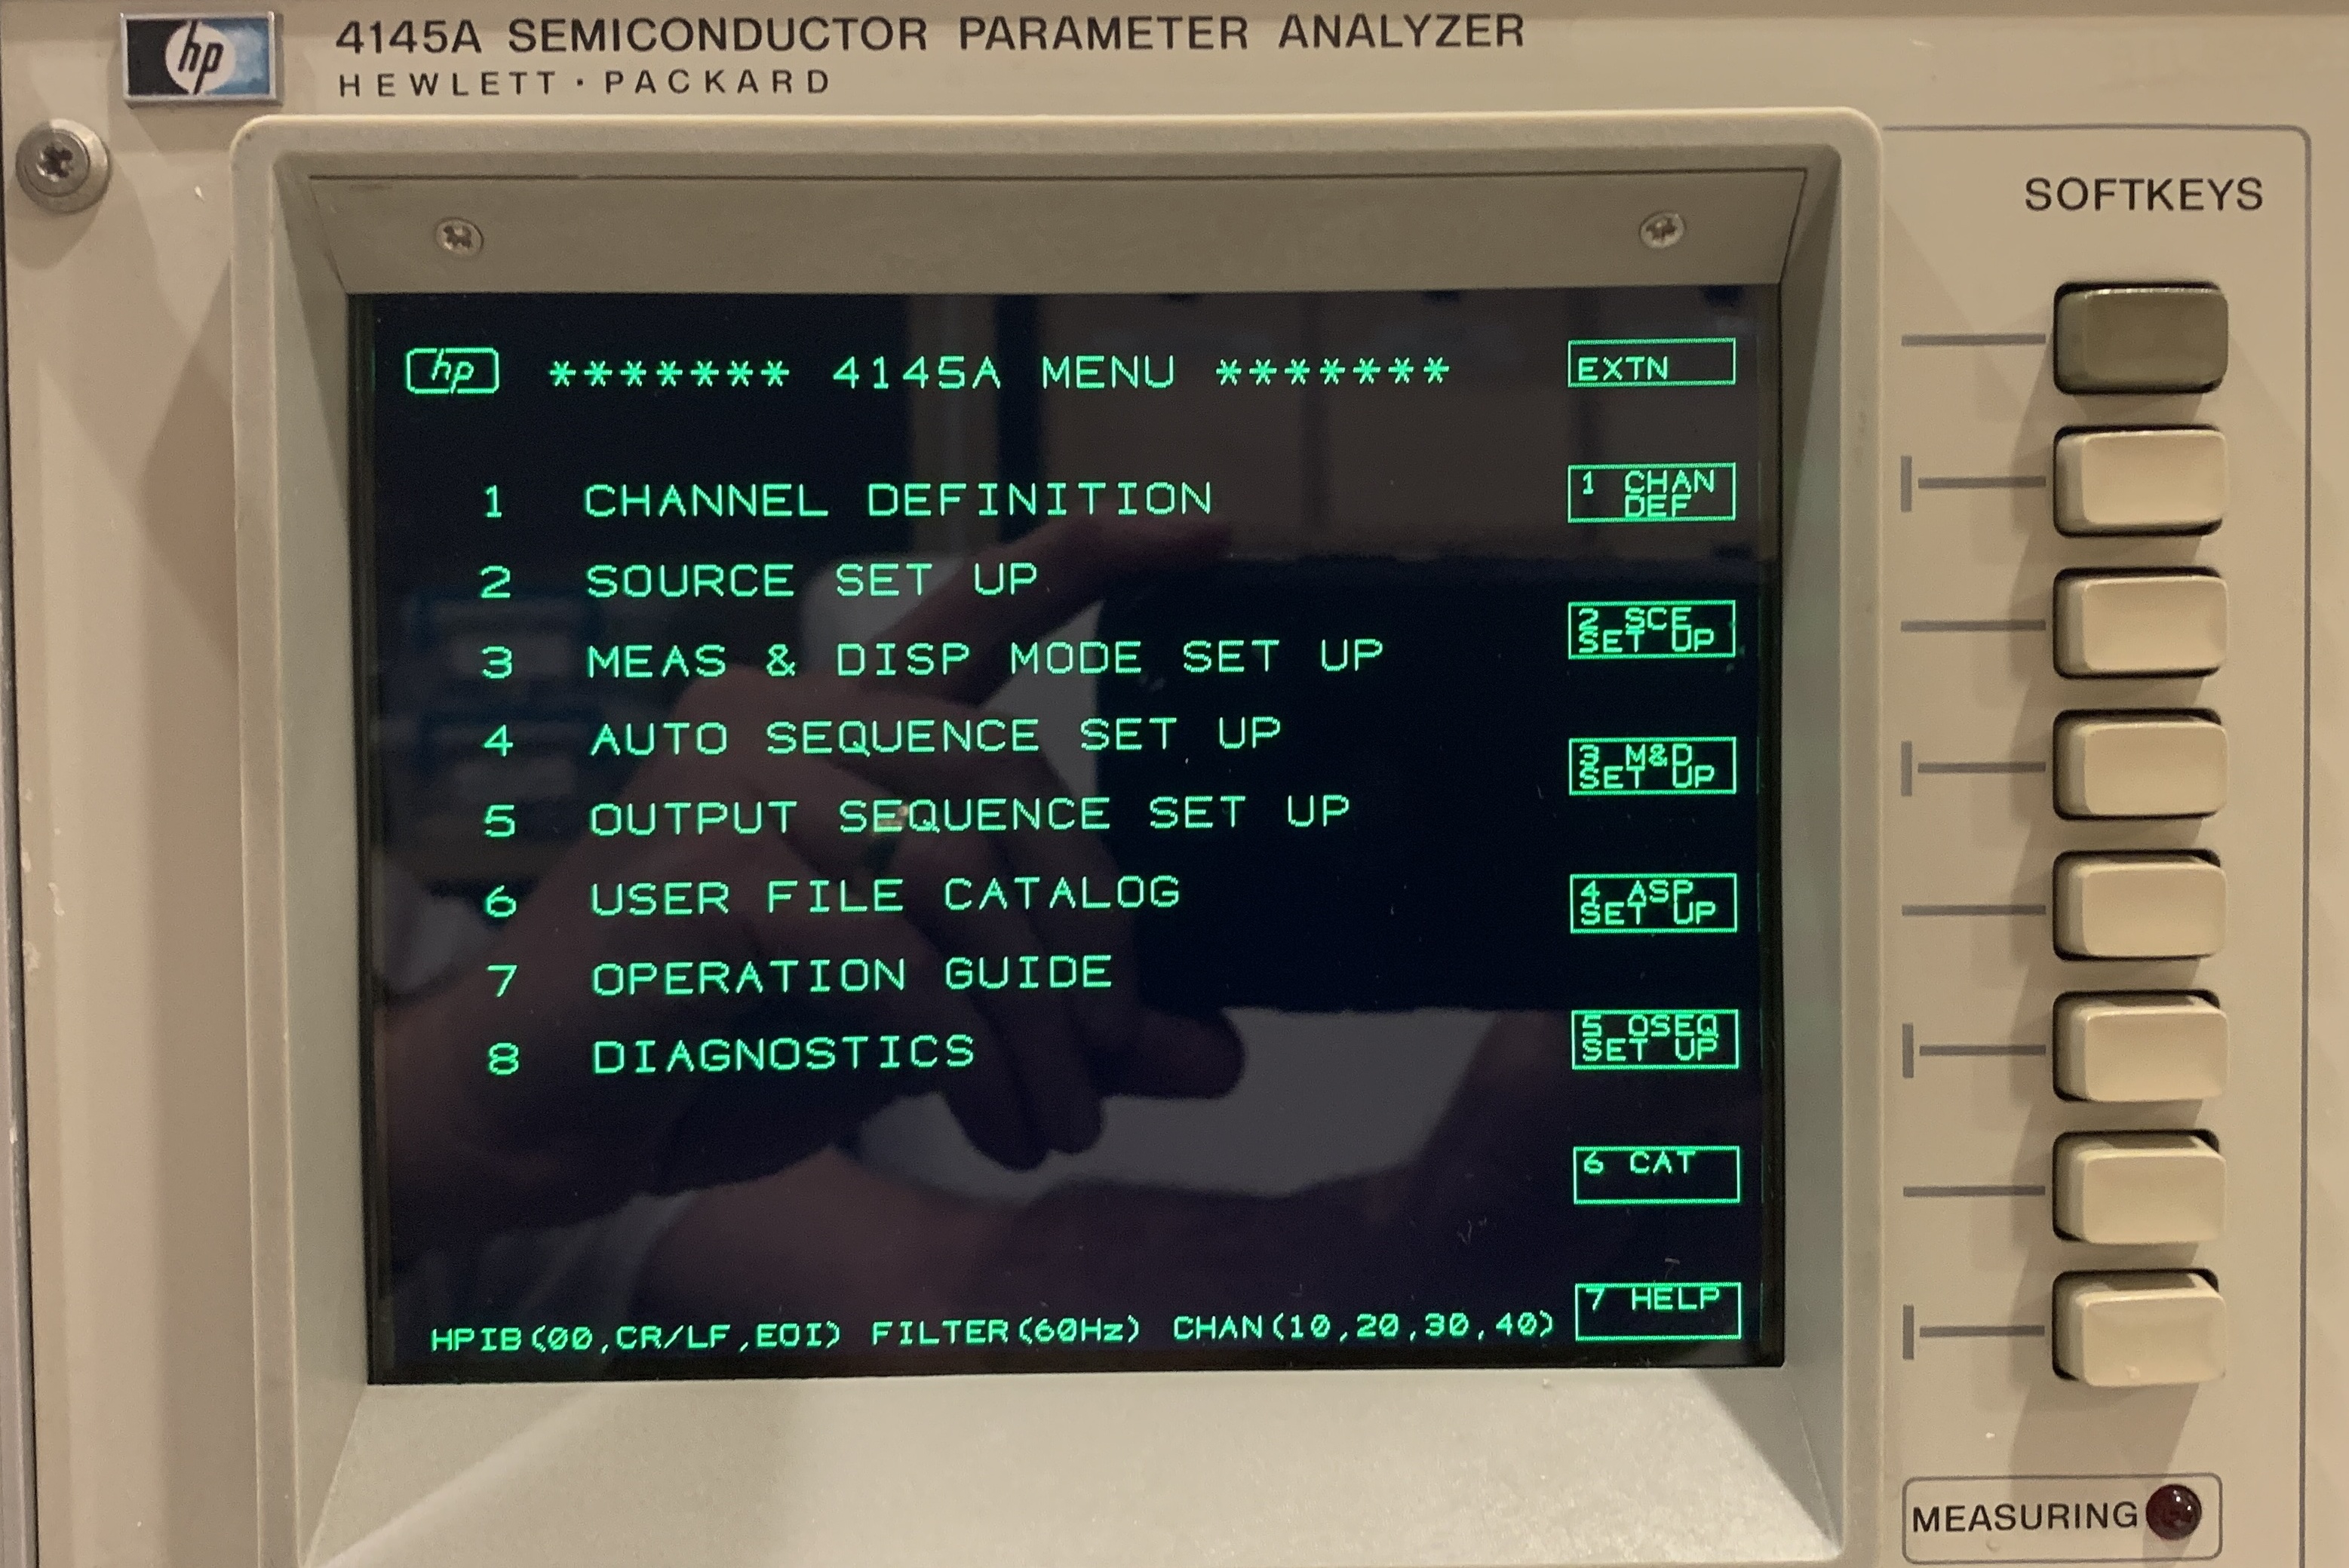 hp 4145A SEMICONDUCTOR PARAMETER ANALYZER
HEWLETT · PACKARD
SOFTKEYS
hp ******* 4145A MENU *******
EXTN
1 CHANNEL DEFINITION
2 SOURCE SET UP
3 MEAS & DISP MODE SET UP
4 AUTO SEQUENCE SET UP
5 OUTPUT SEQUENCE SET UP
6 USER FILE CATALOG
7 OPERATION GUIDE
8 DIAGNOSTICS
1 CHAN
DEF
2 SCE
SET UP
3 M&D
SET UP
4 ASP
SET UP
5 OSEQ
SET UP
6 CAT
7 HELP
HPIB(00,CR/LF,EOI) FILTER(60Hz) CHAN(10,20,30,40)
MEASURING